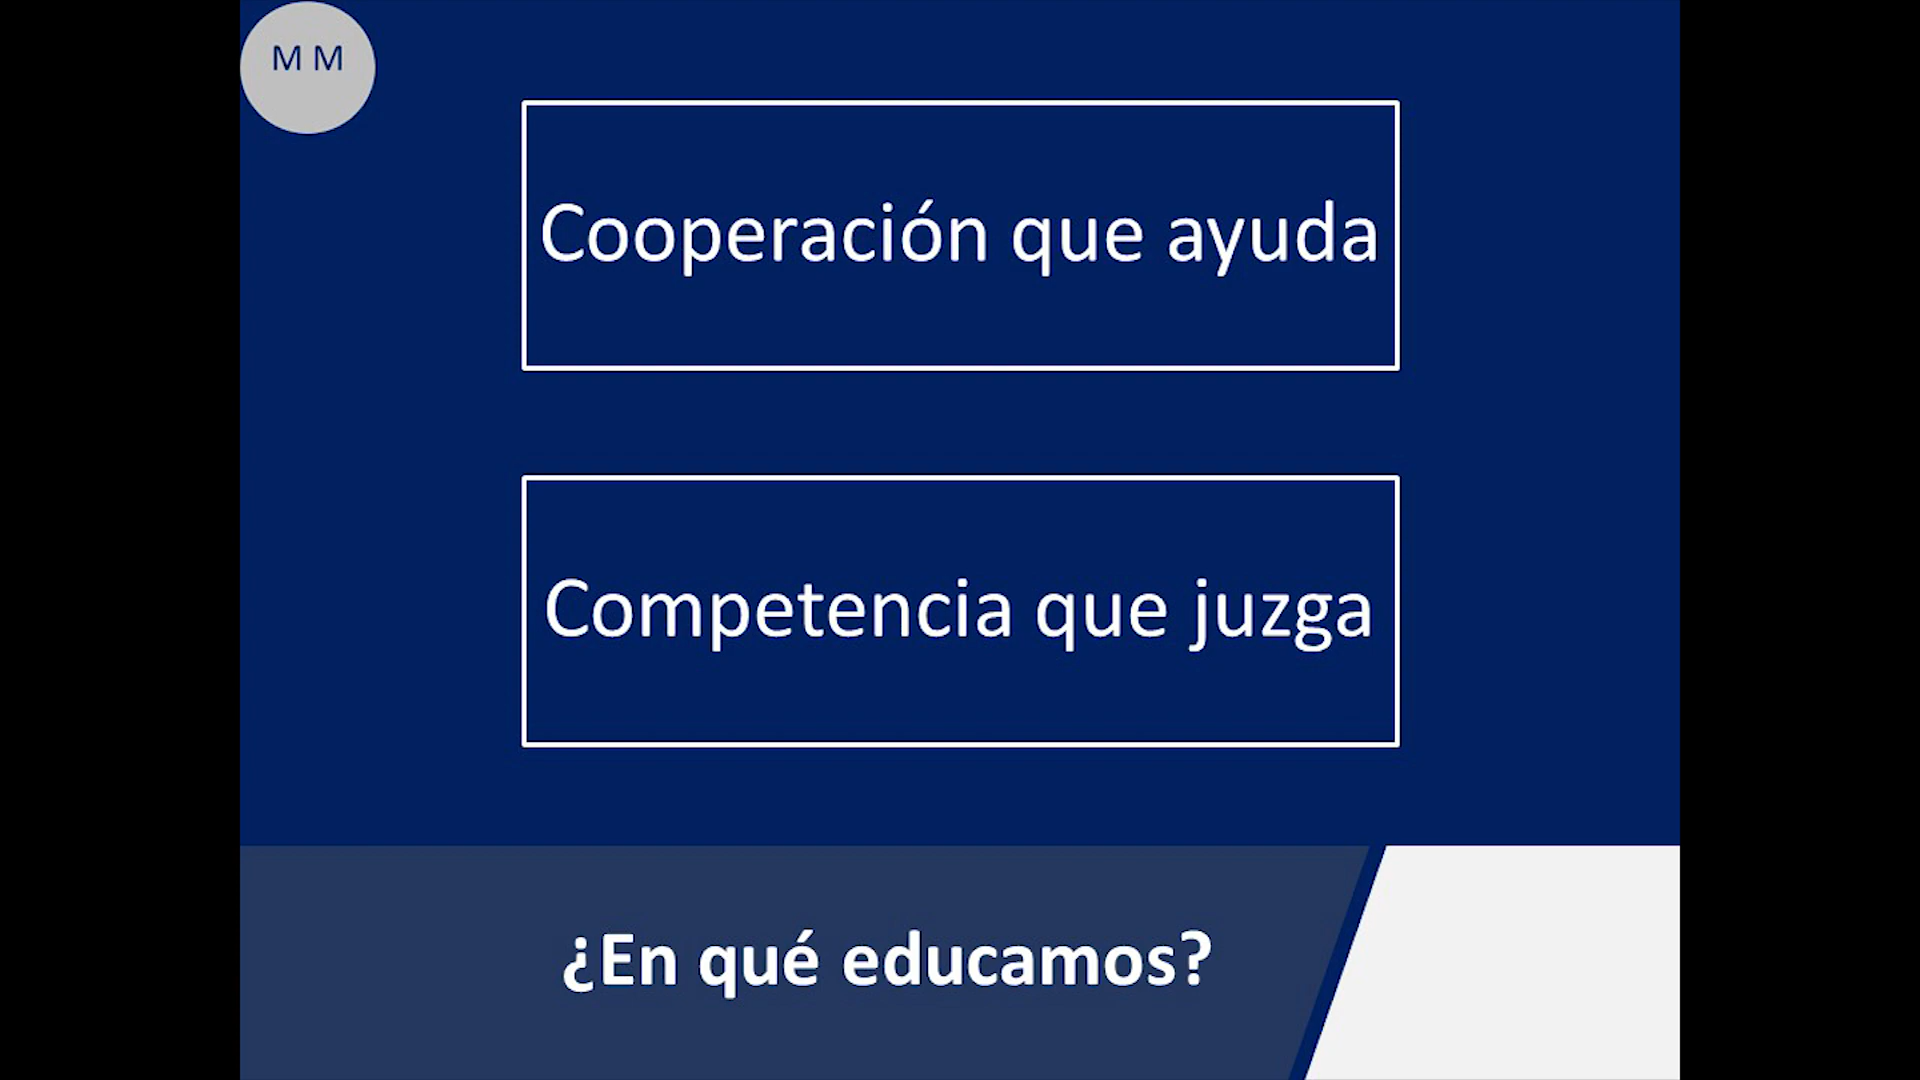 M M
Cooperación que ayuda
Competencia que juzga
¿En qué educamos?